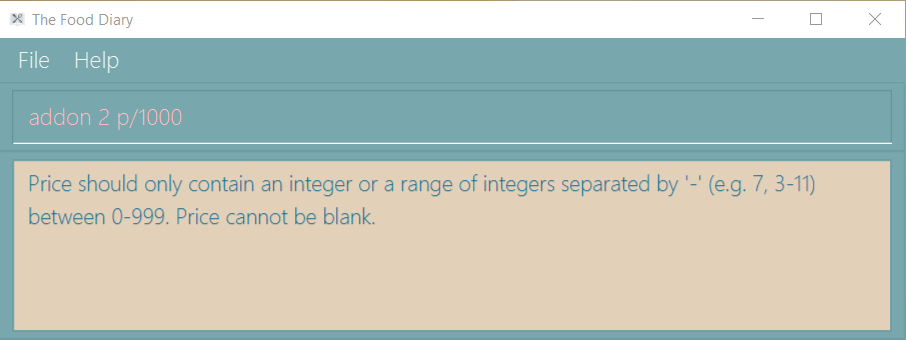 The Food Diary
File Help
addon 2 p/1000
Price should only contain an integer or a range of integers separated by '-' (e.g. 7, 3-11)
between 0-999. Price cannot be blank.